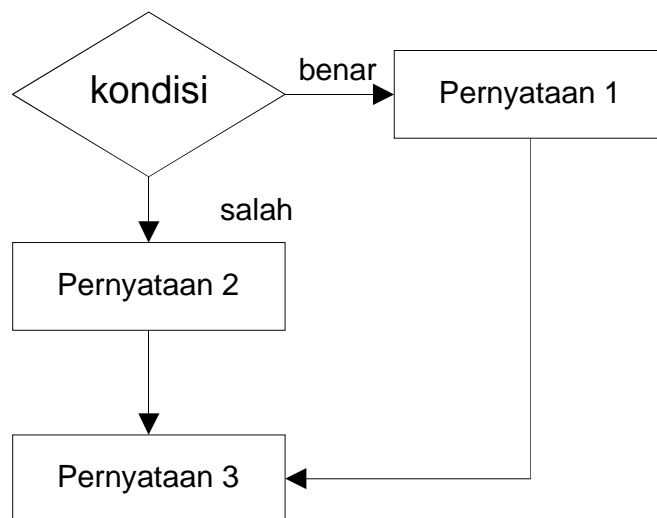 kondisi
benar
Pernyataan 1
salah
Pernyataan 2
Pernyataan 3